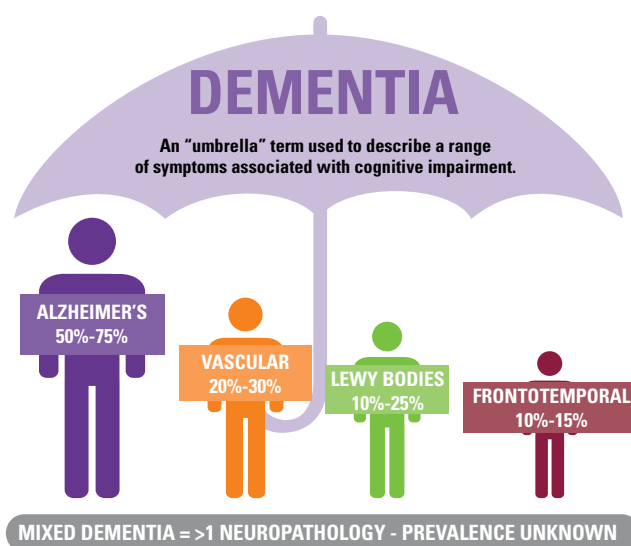 DEMENTIA
An “umbrella” term used to describe a range
of symptoms associated with cognitive impairment.
ALZHEIMER'S
50%-75%
VASCULAR
20%-30%
LEWY BODIES
10%-25%
FRONTOTEMPORAL
10%-15%
MIXED DEMENTIA = >1 NEUROPATHOLOGY - PREVALENCE UNKNOWN